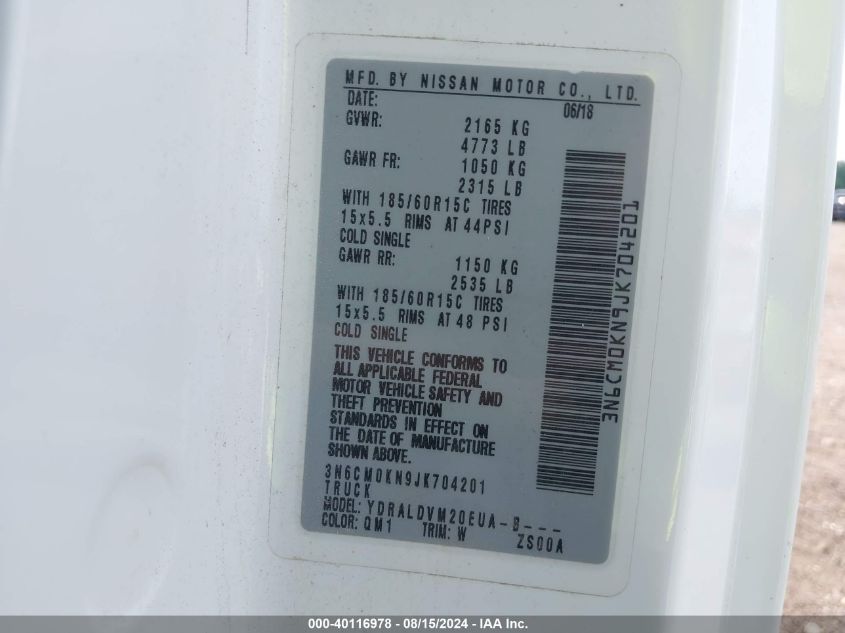 MFD. BY NISSAN MOTOR CO., LTD.
DATE: 06/18
GVWR: 2165 KG
4773 LB
GAWR FR: 1050 KG
2315 LB
WITH 185/60R15C TIRES
15x5.5 RIMS AT 44PSI
COLD SINGLE
GAWR RR: 1150 KG
2535 LB
WITH 185/60R15C TIRES
15x5.5 RIMS AT 48 PSI
COLD SINGLE
THIS VEHICLE CONFORMS TO
ALL APPLICABLE FEDERAL
MOTOR VEHICLE SAFETY AND
THEFT PREVENTION
STANDARDS IN EFFECT ON
THE DATE OF MANUFACTURE
SHOWN ABOVE.
3N6CM0KN9JK704201
TRUCK
MODEL: YDRALDVM20EUA-B---
COLOR: QM1 TRIM: W ZS00A
3N6CM0KN9JK704201
000-40116978 - 08/15/2024 - IAA Inc.